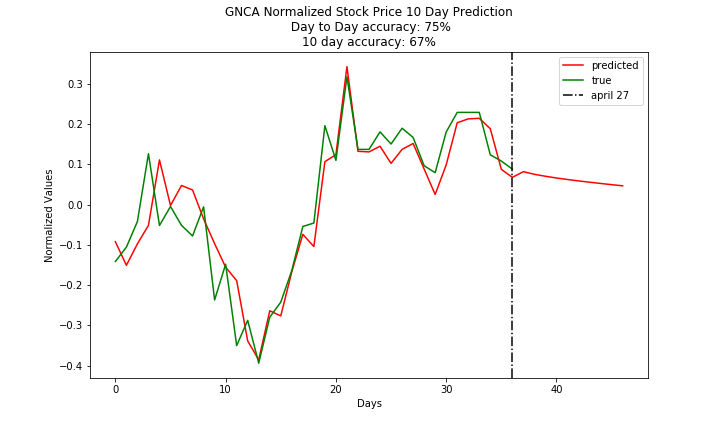 GNCA Normalized Stock Price 10 Day Prediction
Day to Day accuracy: 75%
10 day accuracy: 67%
predicted
true
april 27
Normalized Values
0.3
0.2
0.1
0.0
−0.1
−0.2
−0.3
−0.4
0 10 20 30 40
Days